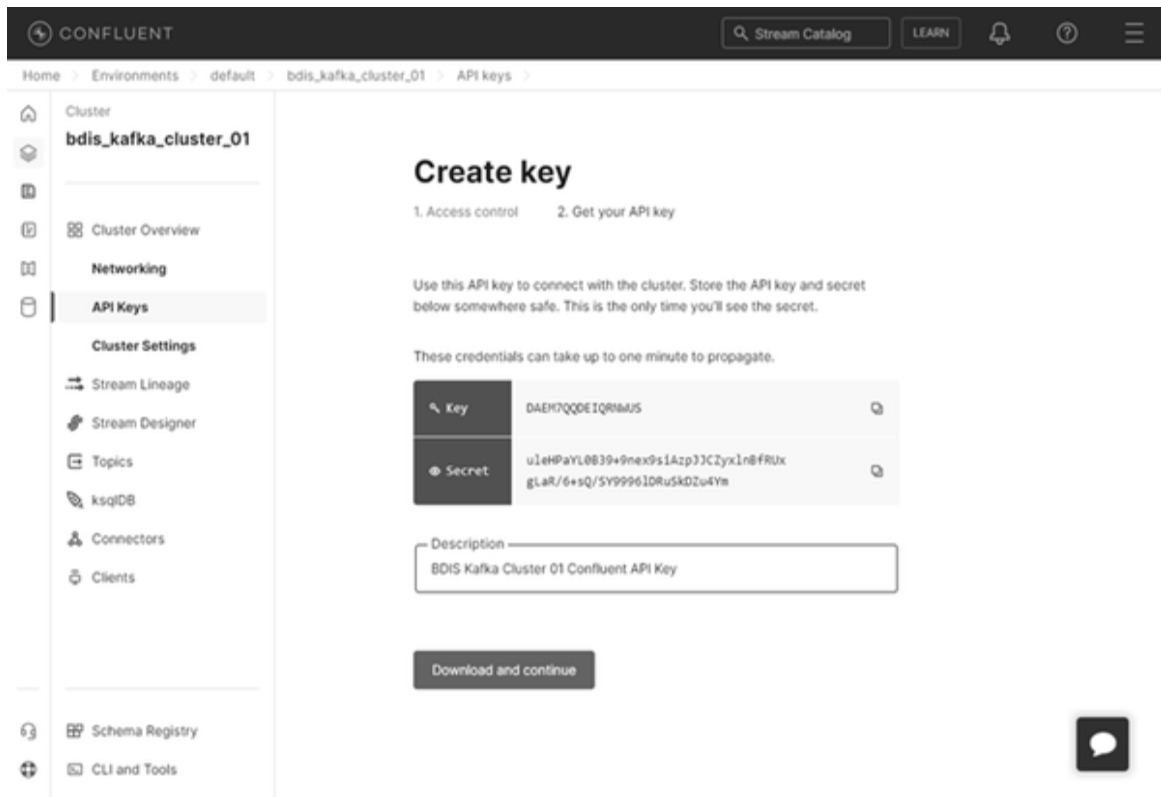 CONFLUENT
Stream Catalog
LEARN
Home > Environments > default > bdis_kafka_cluster_01 > API keys >
Cluster
bdis_kafka_cluster_01
Cluster Overview
Networking
API Keys
Cluster Settings
Stream Lineage
Stream Designer
Topics
ksqlDB
Connectors
Clients
Schema Registry
CLI and Tools
Create key
1. Access control 2. Get your API key
Use this API key to connect with the cluster. Store the API key and secret
below somewhere safe. This is the only time you'll see the secret.
These credentials can take up to one minute to propagate.
Key DAEM7QQDEIQRNWUS
Secret
Description
BDIS Kafka Cluster 01 Confluent API Key
Download and continue